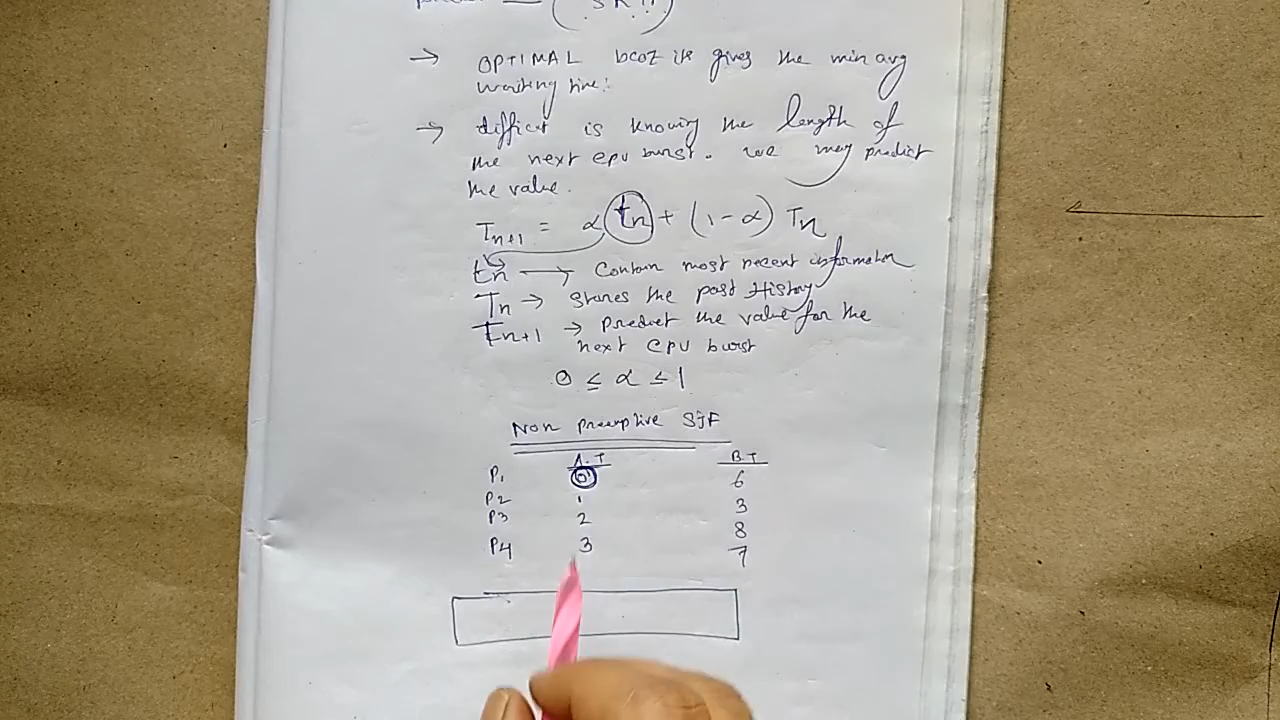 → OPTIMAL bcoz it gives the min avg
waiting time.
→ difficult is knowing the length of
the next CPU burst. we may predict
the value.
Tn+1 = α tn + (1-α) Tn
tn → Contain most recent information
Tn → Stores the past History
Tn+1 → Predict the value for the
next CPU burst
0 ≤ α ≤ 1
Non preemptive SJF
A.T B.T
P1 0 6
P2 1 3
P3 2 8
P4 3 7